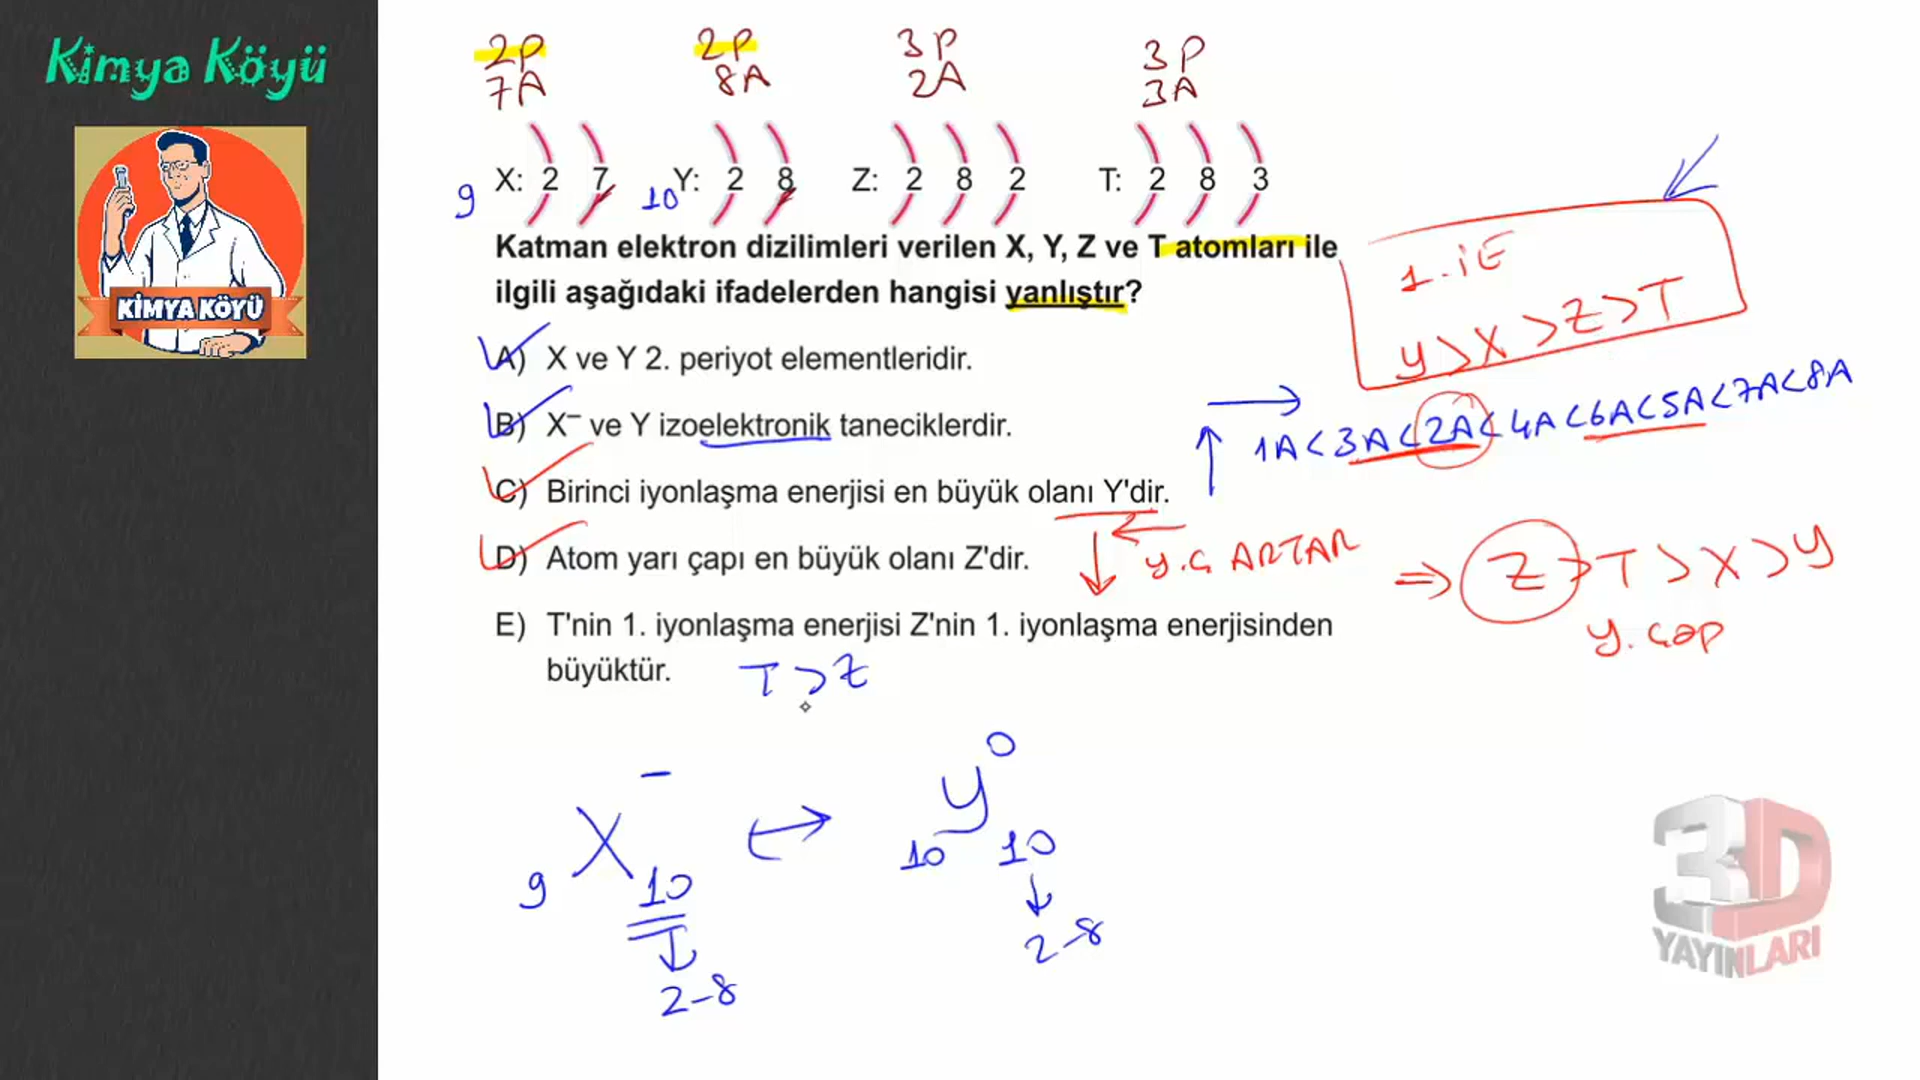 Kimya Köyü
KİMYA KÖYÜ
2P 2P 3P 3P
7A 8A 2A 3A
9 X: 2 7 10 Y: 2 8 Z: 2 8 2 T: 2 8 3
Katman elektron dizilimleri verilen X, Y, Z ve T atomları ile
ilgili aşağıdaki ifadelerden hangisi yanlıştır?
1. İE
Y > X > Z > T
A) X ve Y 2. periyot elementleridir.
B) X⁻ ve Y izoelektronik taneciklerdir.
1A < 3A < 2A < 4A < 6A < 5A < 7A < 8A
C) Birinci iyonlaşma enerjisi en büyük olanı Y'dir.
D) Atom yarı çapı en büyük olanı Z'dir.
y.ç ARTAR
⇒ Z > T > X > Y
y. çap
E) T'nin 1. iyonlaşma enerjisi Z'nin 1. iyonlaşma enerjisinden
büyüktür. T > Z
X⁻ ↔ Y⁰
9 10 10 10
2-8 2-8
3D
YAYINLARI